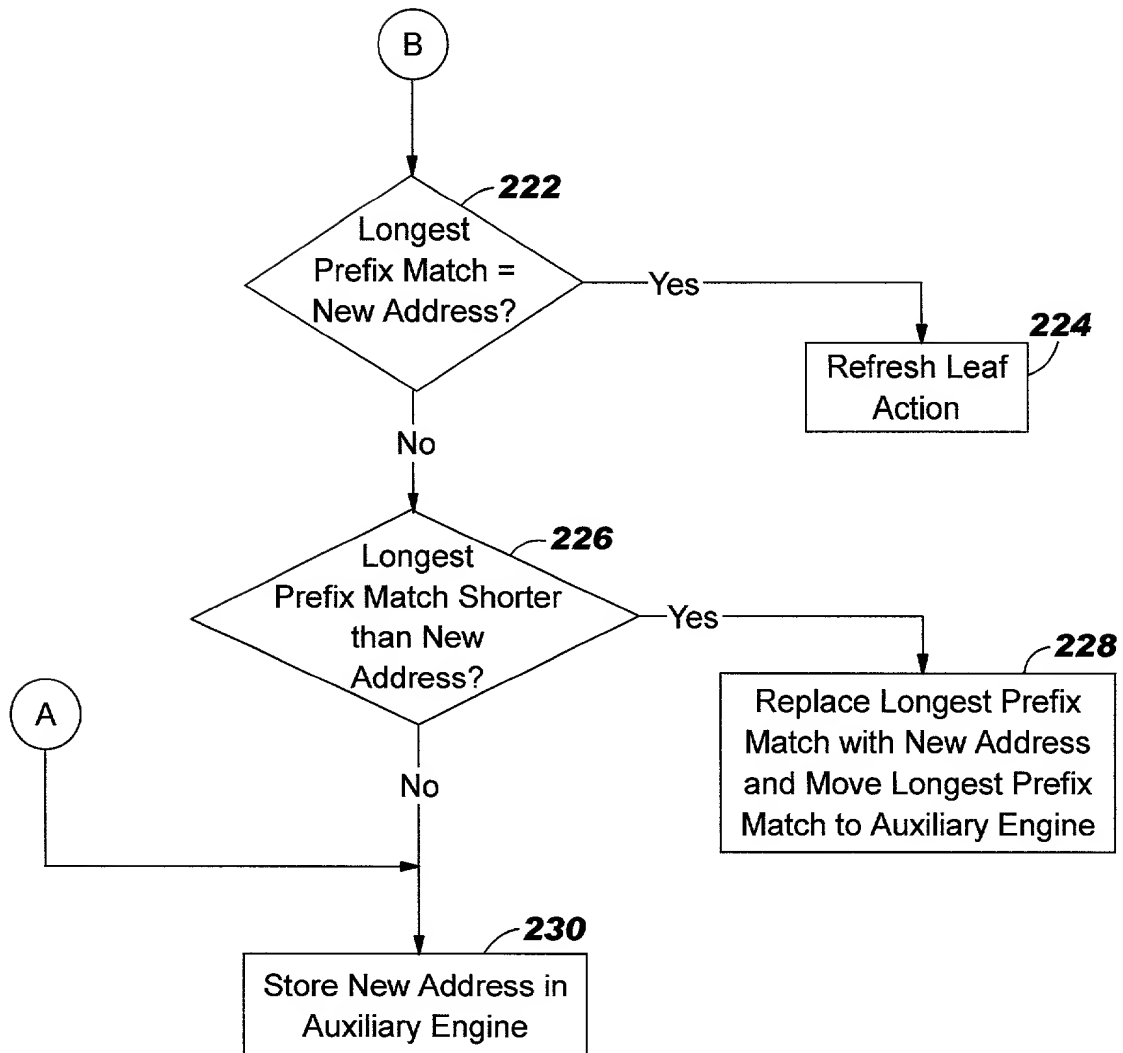 B
222
Longest
Prefix Match =
New Address?
Yes
224
Refresh Leaf
Action
No
226
Longest
Prefix Match Shorter
than New
Address?
Yes
228
Replace Longest Prefix
Match with New Address
and Move Longest Prefix
Match to Auxiliary Engine
A
No
230
Store New Address in
Auxiliary Engine